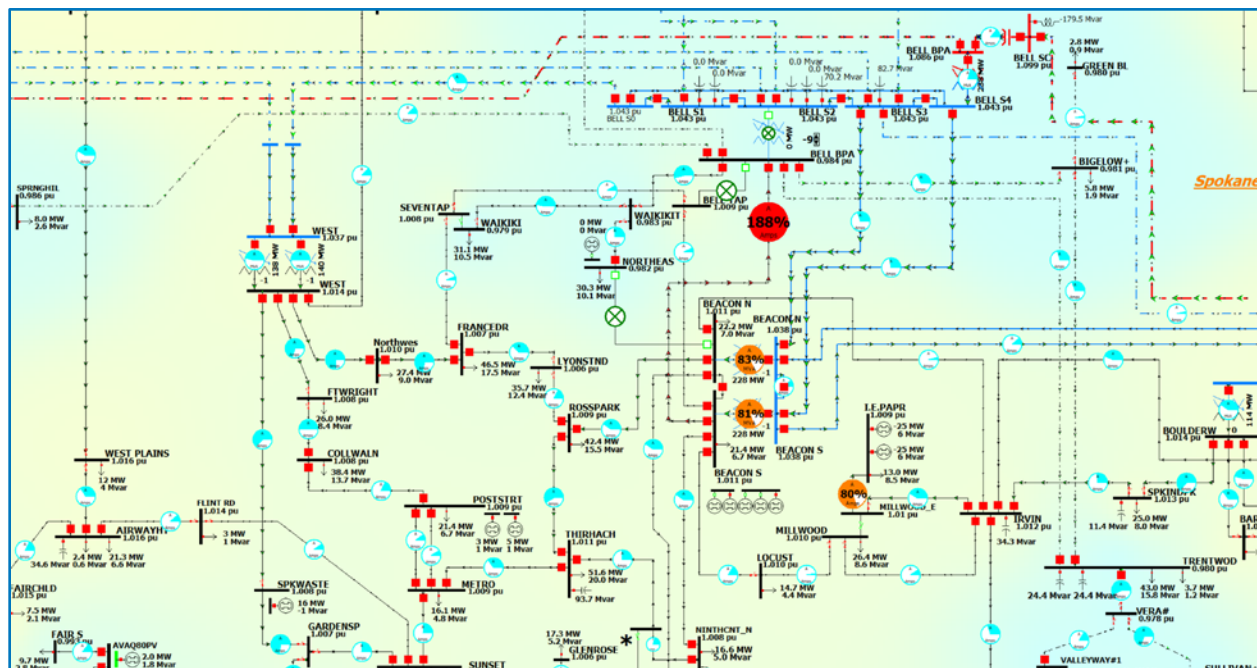 -179.5 Mvar
BELL BPA
1.086 pu
BELL SC
1.099 pu
2.8 MW
0.9 Mvar
GREEN BL
0.980 pu
0.0 Mvar
0.0 Mvar
0.0 Mvar
0.0 Mvar
70.2 Mvar
82.7 Mvar
1.043 pu
BELL S0
BELL S1
1.043 pu
BELL S2
1.043 pu
BELL S3
1.043 pu
BELL S4
1.043 pu
0 MW
BELL BPA
0.984 pu
BIGELOW+
0.981 pu
5.8 MW
1.9 Mvar
Spokane
SPRNGHIL
0.986 pu
8.0 MW
2.6 Mvar
SEVENTAP
1.008 pu
WAIKIKI
0.979 pu
31.1 MW
10.5 Mvar
0 MW
0 Mvar
WAIKIKIT
0.983 pu
BELL TAP
1.009 pu
188%
Amps
NORTHEAS
0.982 pu
30.3 MW
10.1 Mvar
WEST
1.037 pu
138 MW
140 MW
-1
-1
WEST
1.014 pu
BEACON N
1.011 pu
22.2 MW
7.0 Mvar
BEACON N
1.038 pu
83%
MVA
-1
228 MW
81%
MVA
-1
228 MW
21.4 MW
6.7 Mvar
BEACON S
1.038 pu
BEACON S
1.011 pu
Northwes
1.010 pu
27.4 MW
9.0 Mvar
FRANCEDR
1.007 pu
46.5 MW
17.5 Mvar
LYONSTND
1.006 pu
35.7 MW
12.4 Mvar
ROSSPARK
1.009 pu
42.4 MW
15.5 Mvar
FTWRIGHT
1.008 pu
26.0 MW
8.4 Mvar
COLLWALN
1.008 pu
38.4 MW
13.7 Mvar
I.E.PAPR
1.009 pu
-25 MW
6 Mvar
-25 MW
6 Mvar
13.0 MW
8.5 Mvar
80%
Amps
MILLWOOD_E
1.01 pu
MILLWOOD
1.010 pu
26.4 MW
8.6 Mvar
IRVIN
1.012 pu
34.3 Mvar
114 MW
0
BOULDERW
1.014 pu
SPKINDPK
1.013 pu
11.4 Mvar
25.0 MW
8.0 Mvar
WEST PLAINS
1.016 pu
12 MW
4 Mvar
FLINT RD
1.014 pu
3 MW
1 Mvar
AIRWAYHT
1.016 pu
34.6 Mvar
2.4 MW
0.6 Mvar
21.3 MW
6.6 Mvar
POSTSTRT
1.009 pu
21.4 MW
6.7 Mvar
3 MW
1 Mvar
5 MW
1 Mvar
THIRHACH
1.011 pu
51.6 MW
20.0 Mvar
93.7 Mvar
METRO
1.009 pu
16.1 MW
4.8 Mvar
LOCUST
1.010 pu
14.7 MW
4.4 Mvar
TRENTWOD
0.980 pu
24.4 Mvar
24.4 Mvar
43.0 MW
15.8 Mvar
3.7 MW
1.2 Mvar
VERA#
0.978 pu
VALLEYWAY#1
FAIRCHLD
1.015 pu
7.5 MW
2.1 Mvar
SPKWASTE
1.008 pu
16 MW
-1 Mvar
GARDENSP
1.007 pu
FAIR S
0.993 pu
9.7 MW
AVAQ80PV
2.0 MW
1.8 Mvar
SUNSET
17.3 MW
5.2 Mvar
GLENROSE
1.006 pu
*
NINTHCNT_N
1.008 pu
16.6 MW
5.0 Mvar